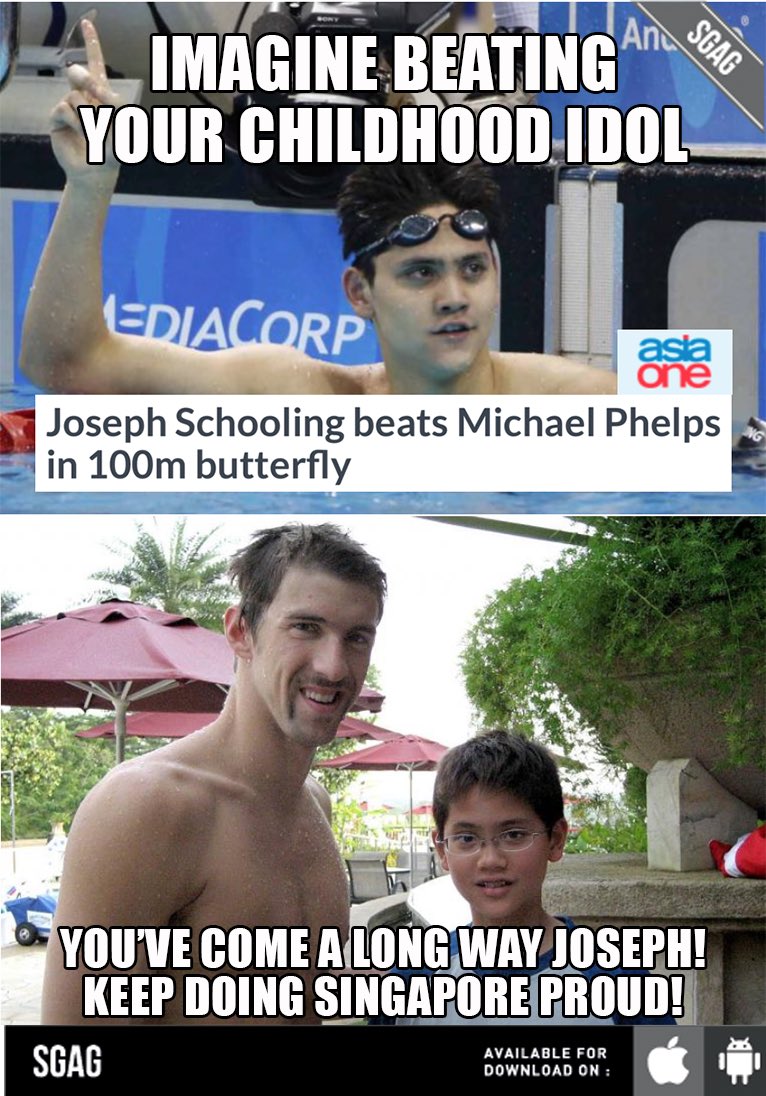 SONY
IMAGINE BEATING
YOUR CHILDHOOD IDOL
SGAG
MEDIACORP
asia
one
Joseph Schooling beats Michael Phelps
in 100m butterfly
YOU'VE COME A LONG WAY JOSEPH!
KEEP DOING SINGAPORE PROUD!
SGAG
AVAILABLE FOR
DOWNLOAD ON :